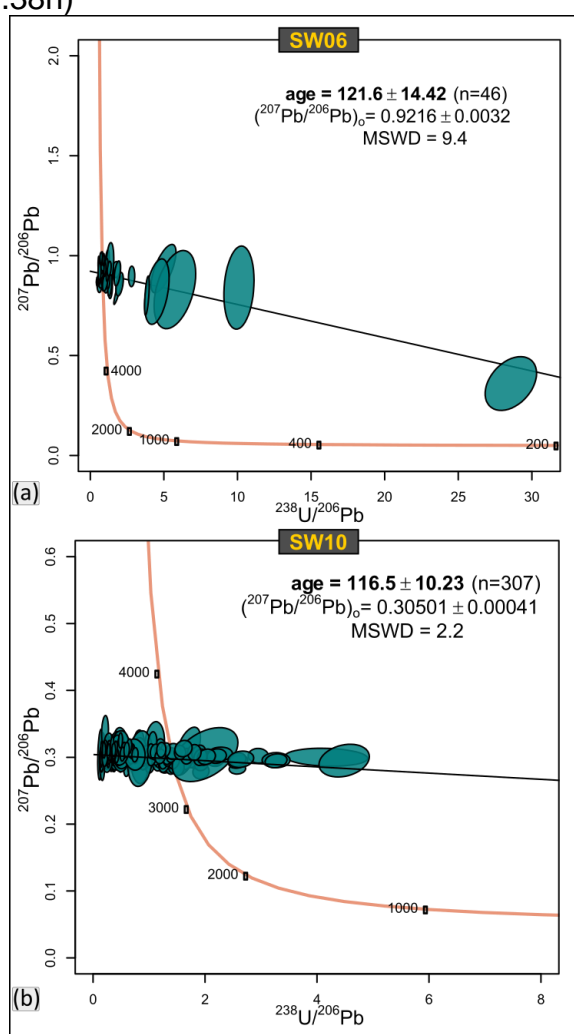 .38n)
SW06
age = 121.6 ± 14.42 (n=46)
(²⁰⁷Pb/²⁰⁶Pb)ₒ= 0.9216 ± 0.0032
MSWD = 9.4
²⁰⁷Pb/²⁰⁶Pb
2.0
1.5
1.0
0.5
0.0
4000
2000
1000
400
200
0 5 10 15 20 25 30
²³⁸U/²⁰⁶Pb
(a)
SW10
age = 116.5 ± 10.23 (n=307)
(²⁰⁷Pb/²⁰⁶Pb)ₒ= 0.30501 ± 0.00041
MSWD = 2.2
²⁰⁷Pb/²⁰⁶Pb
0.6
0.5
0.4
0.3
0.2
0.1
0.0
4000
3000
2000
1000
0 2 4 6 8
²³⁸U/²⁰⁶Pb
(b)